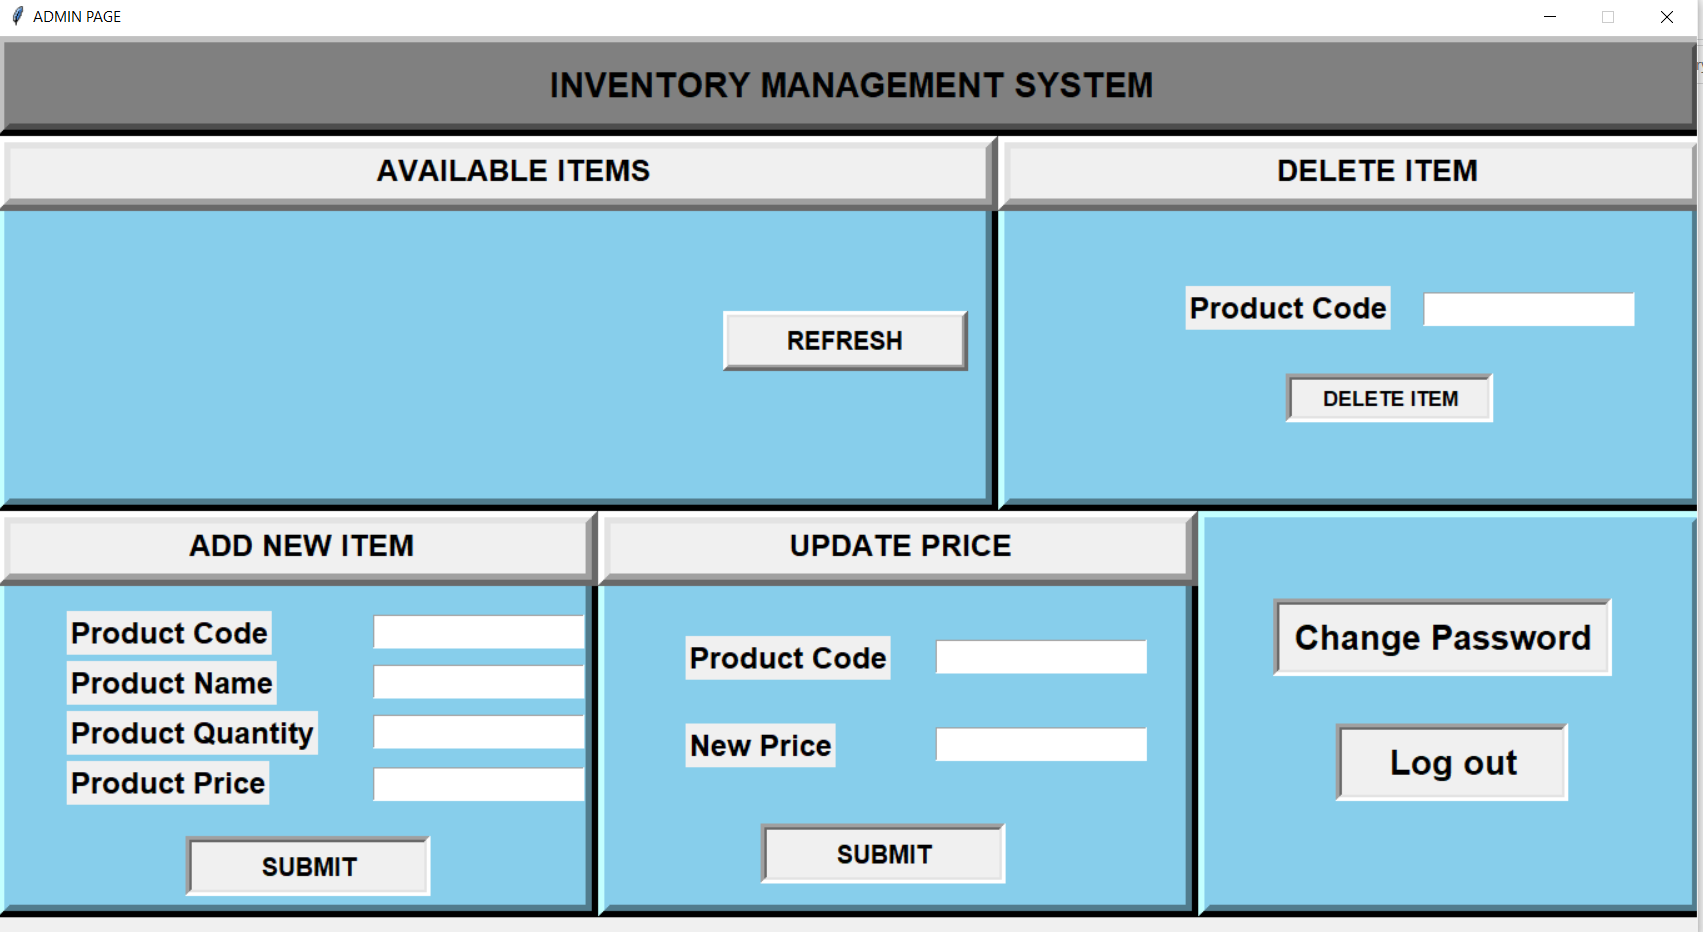 ADMIN PAGE
INVENTORY MANAGEMENT SYSTEM
AVAILABLE ITEMS
REFRESH
DELETE ITEM
Product Code
DELETE ITEM
ADD NEW ITEM
Product Code
Product Name
Product Quantity
Product Price
SUBMIT
UPDATE PRICE
Product Code
New Price
SUBMIT
Change Password
Log out